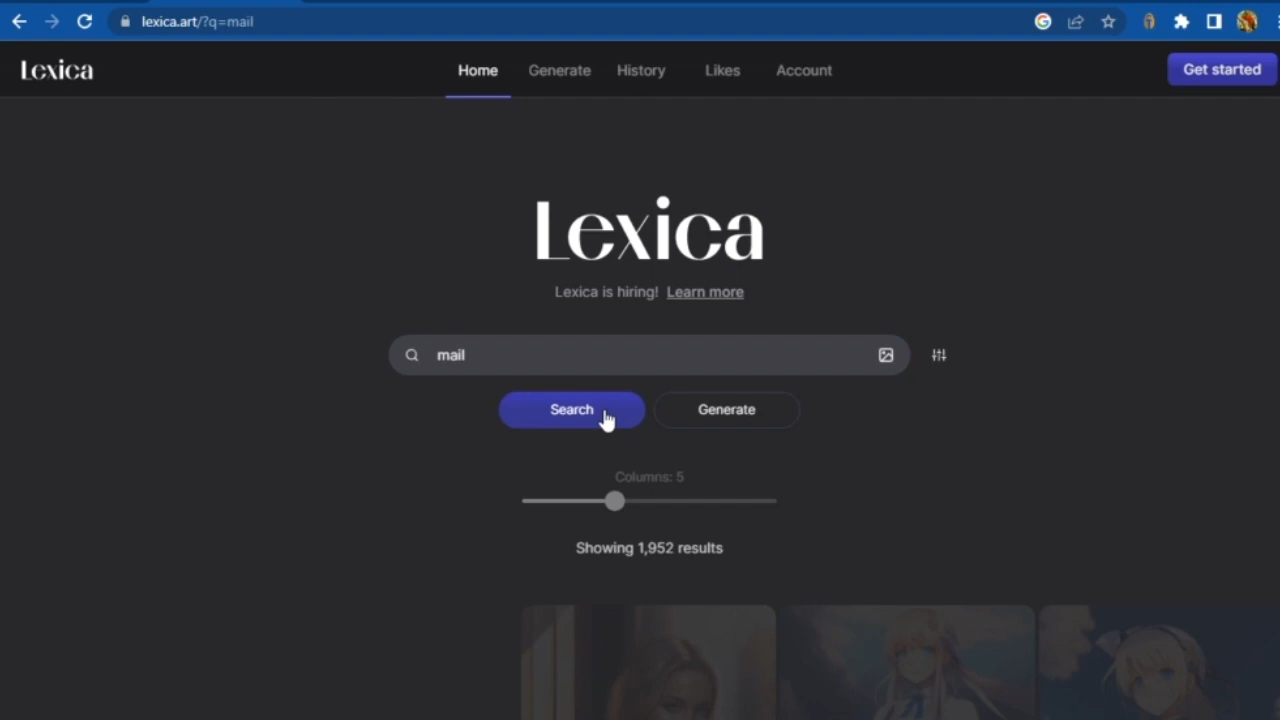 lexica.art/?q=mail
Lexica Home Generate History Likes Account Get started
Lexica
Lexica is hiring! Learn more
mail
Search Generate
Columns: 5
Showing 1,952 results